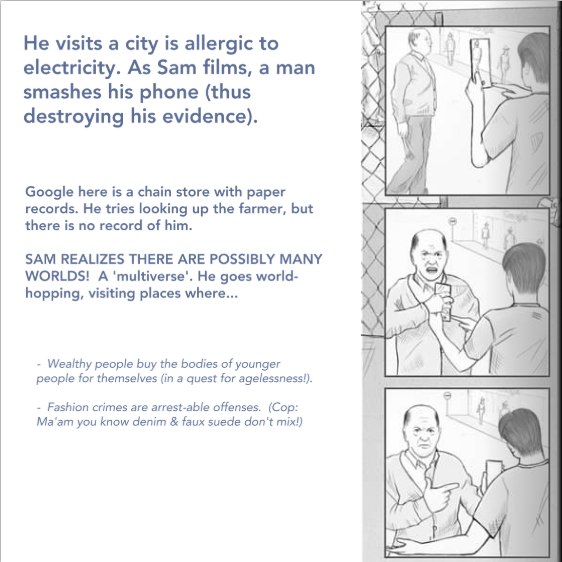 He visits a city is allergic to
electricity. As Sam films, a man
smashes his phone (thus
destroying his evidence).
Google here is a chain store with paper
records. He tries looking up the farmer, but
there is no record of him.
SAM REALIZES THERE ARE POSSIBLY MANY
WORLDS!  A 'multiverse'. He goes world-
hopping, visiting places where...
-  Wealthy people buy the bodies of younger
people for themselves (in a quest for agelessness!).
-  Fashion crimes are arrest-able offenses.  (Cop:
Ma'am you know denim & faux suede don't mix!)
Google